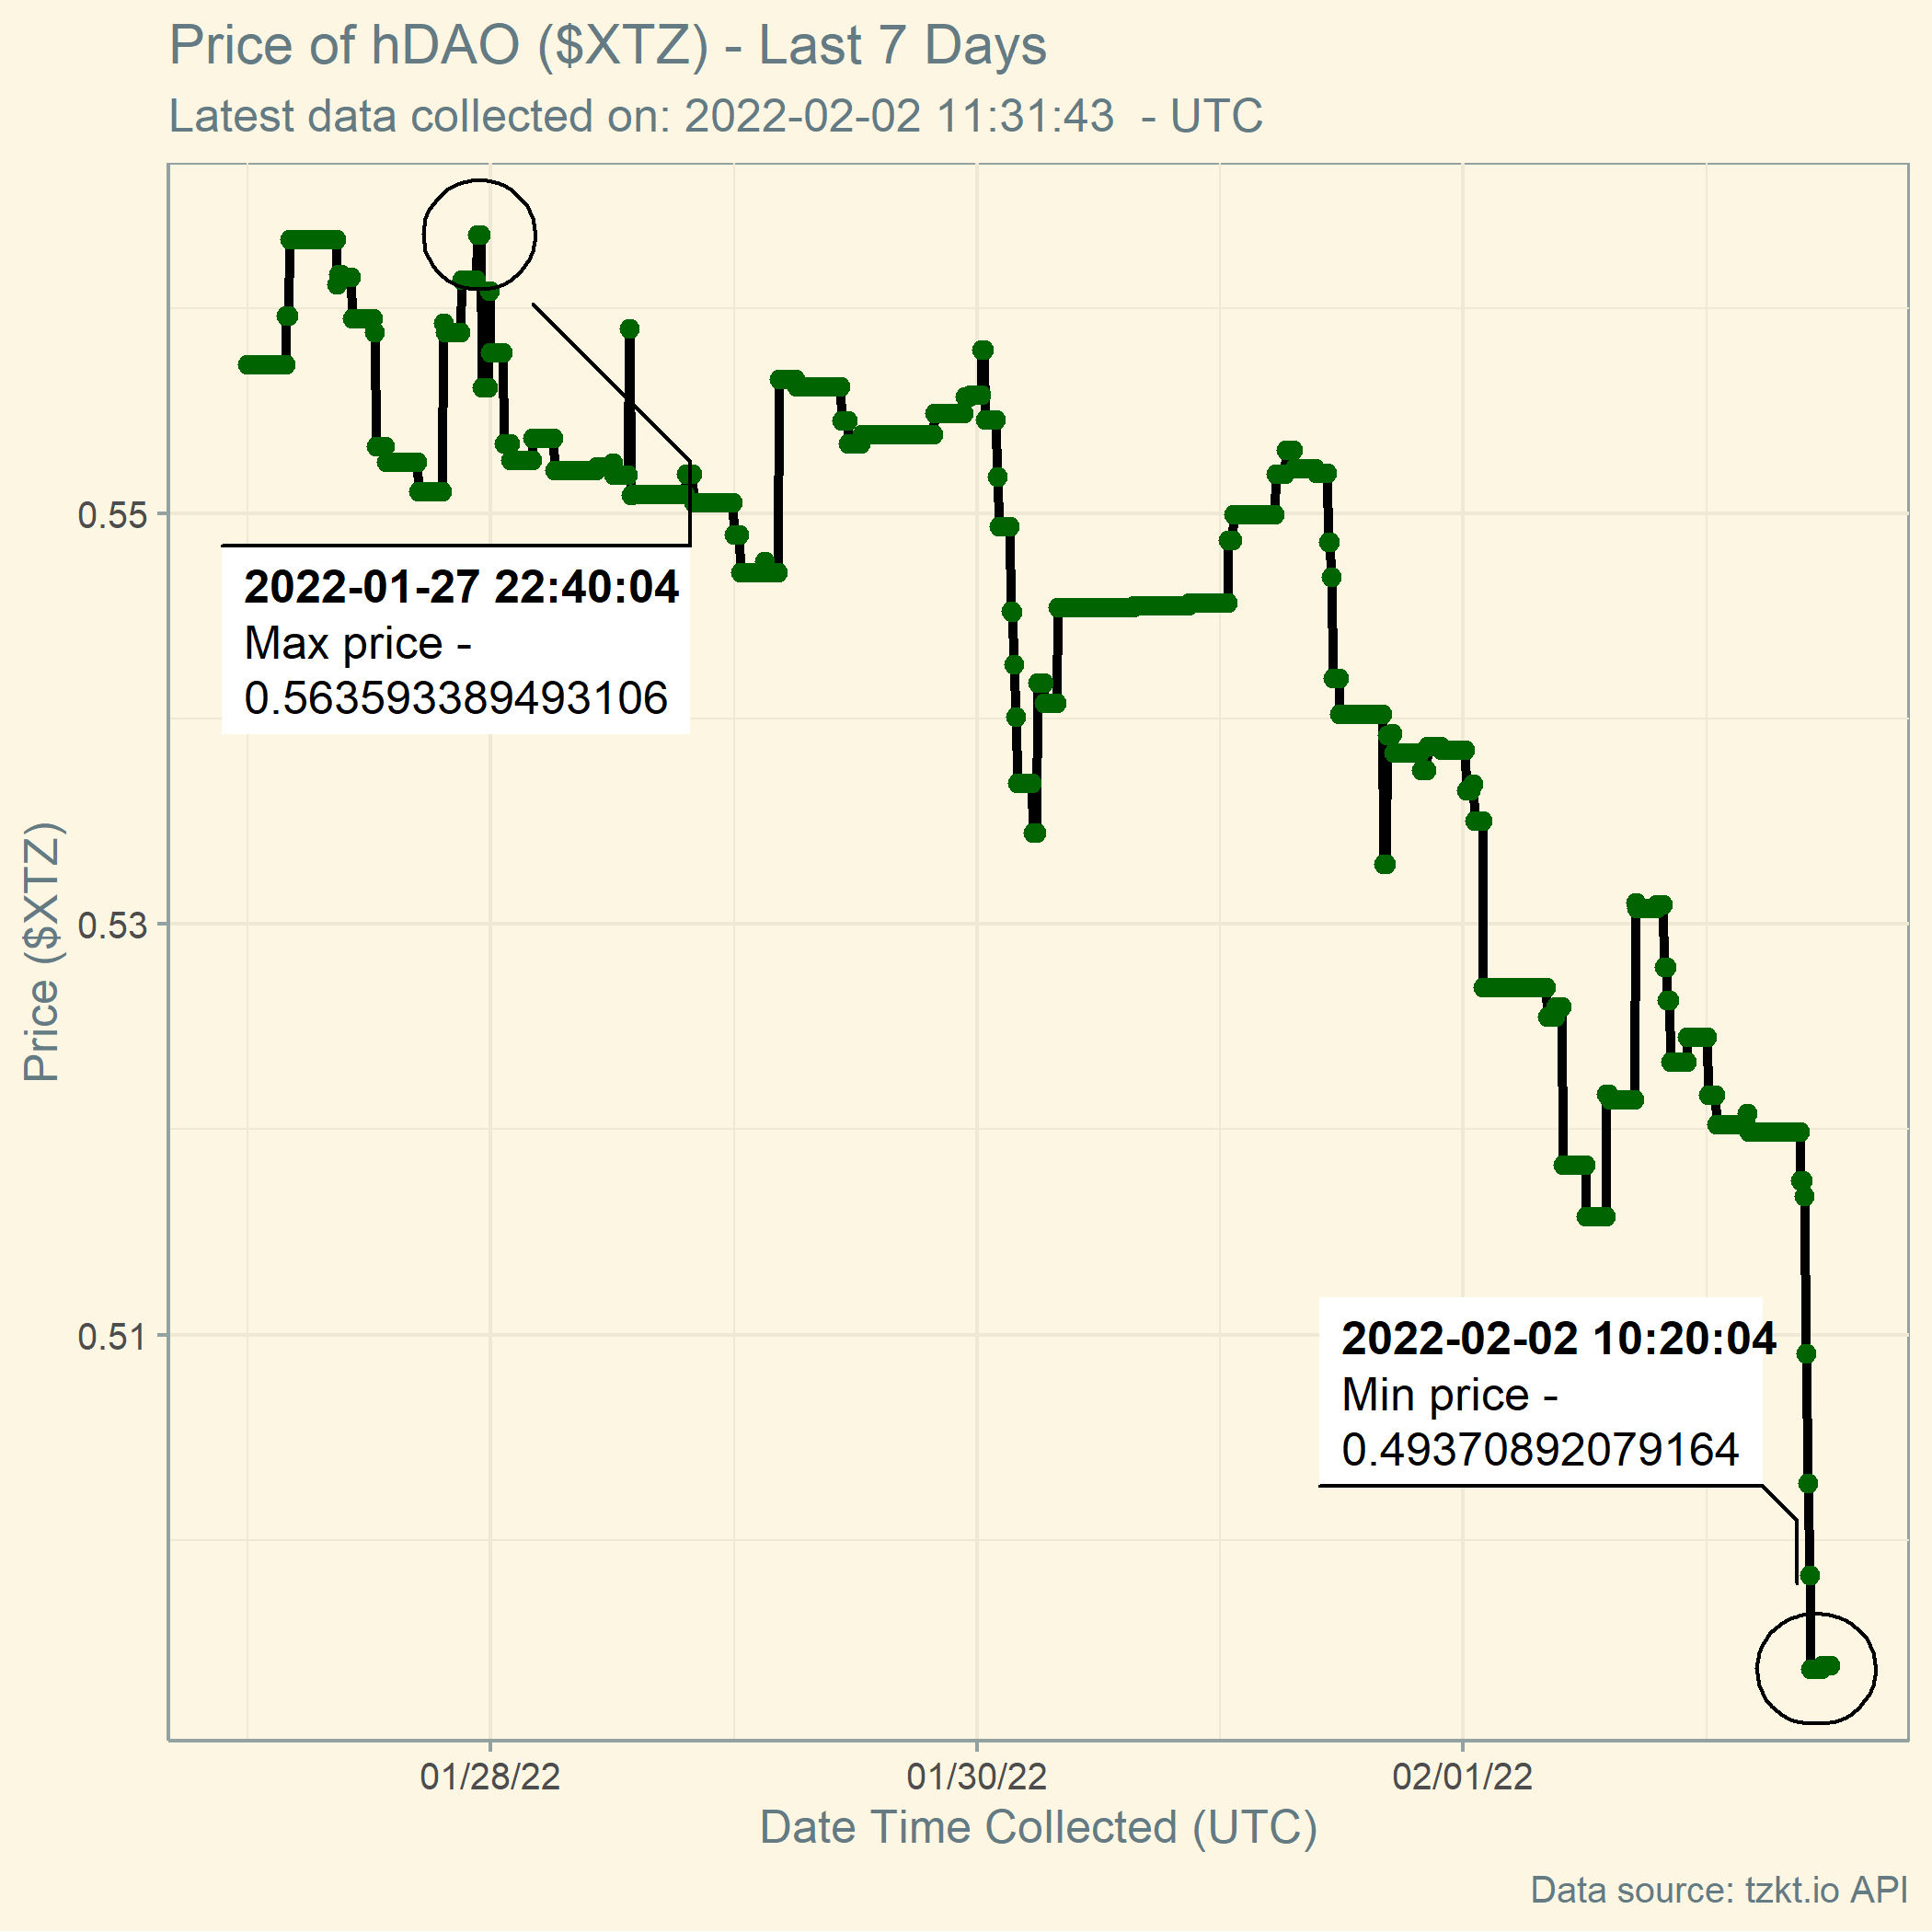 Price of hDAO ($XTZ) - Last 7 Days
Latest data collected on: 2022-02-02 11:31:43  - UTC
0.55
2022-01-27 22:40:04
Max price -
0.563593389493106
Price ($XTZ)
0.53
0.51
2022-02-02 10:20:04
Min price -
0.49370892079164
01/28/22
01/30/22
02/01/22
Date Time Collected (UTC)
Data source: tzkt.io API